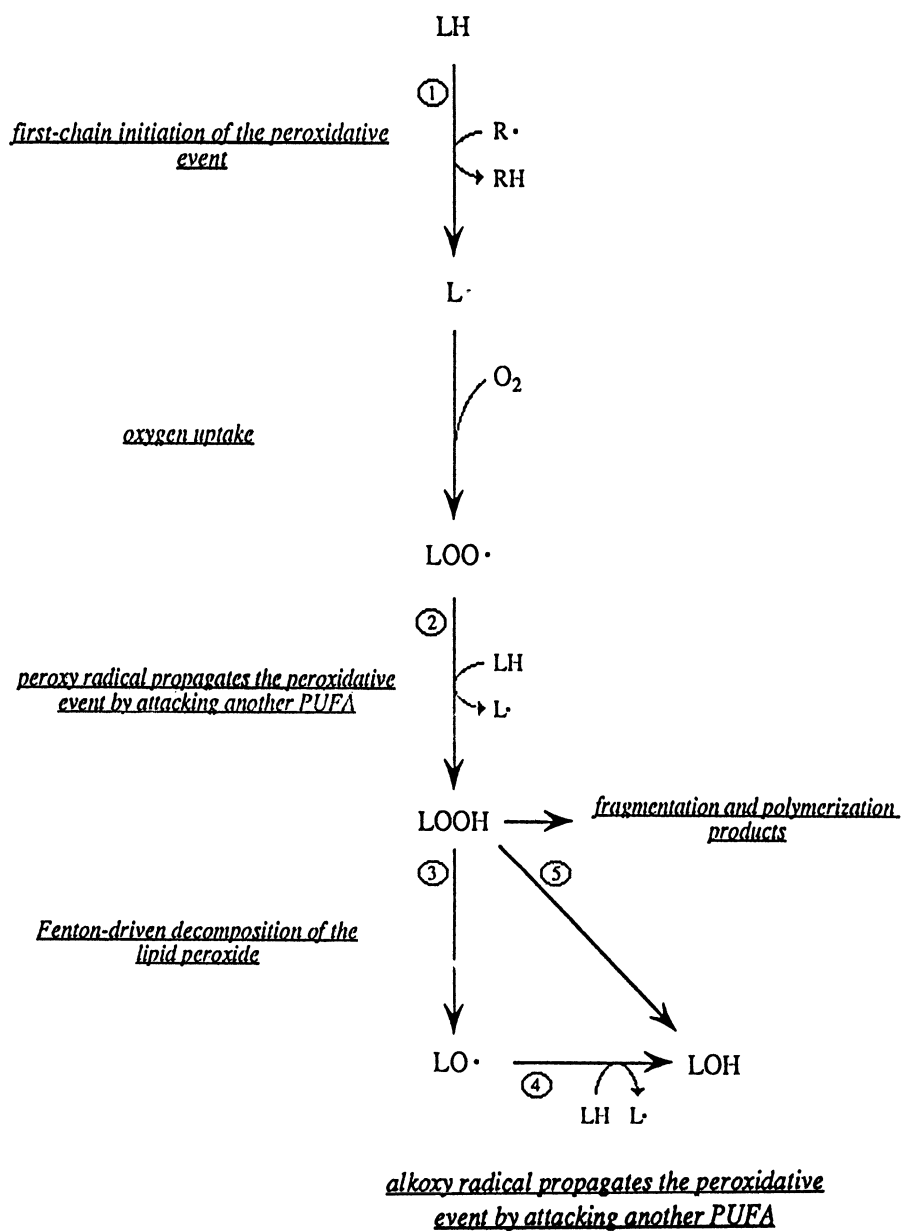 LH
①
first-chain initiation of the peroxidative
event
R·
RH
L·
O₂
oxygen uptake
LOO·
②
LH
peroxy radical propagates the peroxidative
event by attacking another PUFA
L·
LOOH
fragmentation and polymerization
products
③
⑤
Fenton-driven decomposition of the
lipid peroxide
LO·
④
LOH
LH L·
alkoxy radical propagates the peroxidative
event by attacking another PUFA